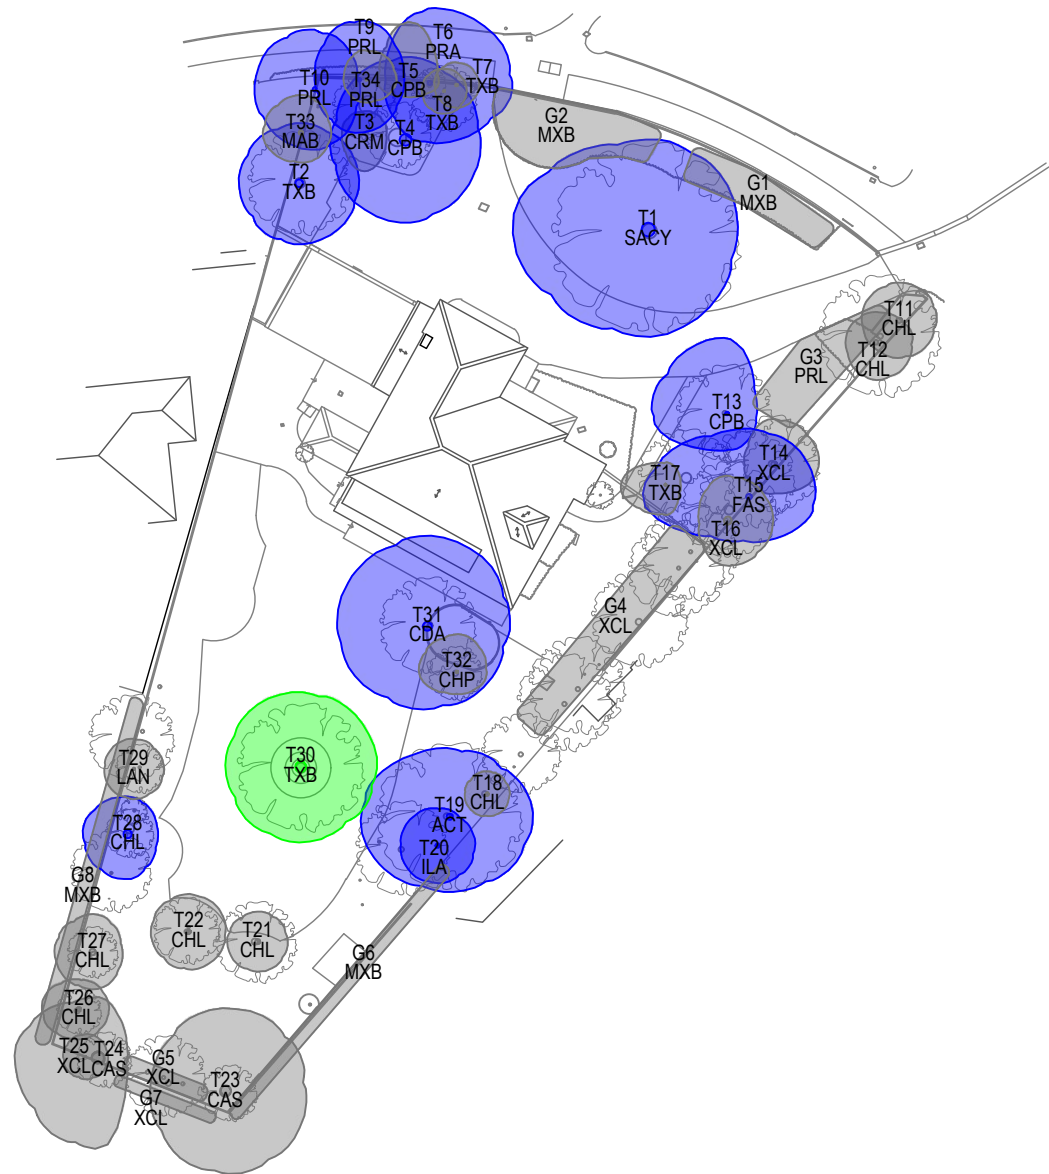 T9
PRL
T6
PRA
T10
PRL
T34
PRL
T5
CPB
T7
TXB
T8
TXB
T33
MAB
T3
CRM
T4
CPB
G2
MXB
T2
TXB
G1
MXB
T1
SACY
T11
CHL
T12
CHL
G3
PRL
T13
CPB
T14
XCL
T17
TXB
T15
FAS
T16
XCL
G4
XCL
T31
CDA
T32
CHP
T29
LAN
T30
TXB
T18
CHL
T19
ACT
T28
CHL
T20
ILA
G8
MXB
T22
CHL
T21
CHL
T27
CHL
G6
MXB
T26
CHL
T25
XCL
T24
CAS
G5
XCL
T23
CAS
G7
XCL